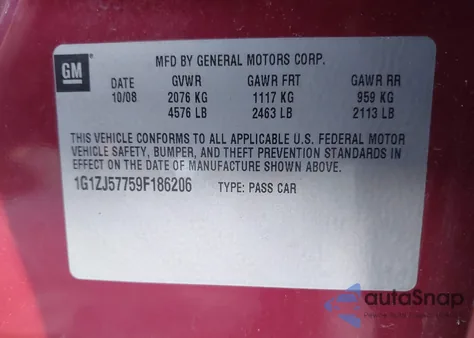 GM
MFD BY GENERAL MOTORS CORP.
DATE GVWR GAWR FRT GAWR RR
10/08 2076 KG 1117 KG 959 KG
4576 LB 2463 LB 2113 LB
THIS VEHICLE CONFORMS TO ALL APPLICABLE U.S. FEDERAL MOTOR
VEHICLE SAFETY, BUMPER, AND THEFT PREVENTION STANDARDS IN
EFFECT ON THE DATE OF MANUFACTURE SHOWN ABOVE.
1G1ZJ57759F186206 TYPE: PASS CAR
autoSnap